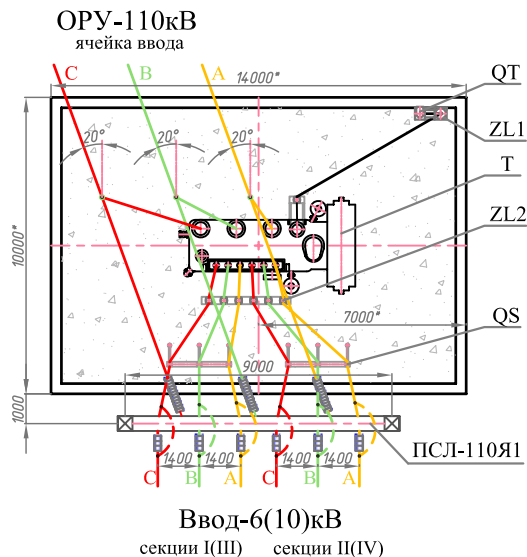 ОРУ-110кВ
ячейка ввода
C
B
A
14000*
QT
ZL1
T
ZL2
QS
ПСЛ-110Я1
20°
20°
20°
10000*
7000*
9000
1000
1400
1400
1400
1400
C
B
A
C
B
A
Ввод-6(10)кВ
секции I(III)
секции II(IV)